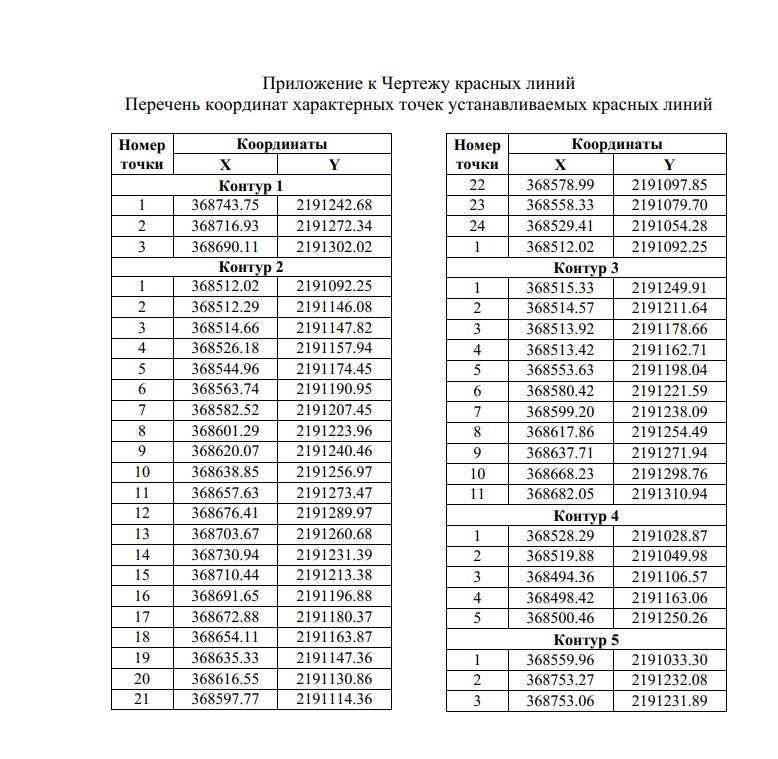 Приложение к Чертежу красных линий
Перечень координат характерных точек устанавливаемых красных линий
Номер точки Координаты
X Y
Контур 1
1 368743.75 2191242.68
2 368716.93 2191272.34
3 368690.11 2191302.02
Контур 2
1 368512.02 2191092.25
2 368512.29 2191146.08
3 368514.66 2191147.82
4 368526.18 2191157.94
5 368544.96 2191174.45
6 368563.74 2191190.95
7 368582.52 2191207.45
8 368601.29 2191223.96
9 368620.07 2191240.46
10 368638.85 2191256.97
11 368657.63 2191273.47
12 368676.41 2191289.97
13 368703.67 2191260.68
14 368730.94 2191231.39
15 368710.44 2191213.38
16 368691.65 2191196.88
17 368672.88 2191180.37
18 368654.11 2191163.87
19 368635.33 2191147.36
20 368616.55 2191130.86
21 368597.77 2191114.36
Номер точки Координаты
X Y
22 368578.99 2191097.85
23 368558.33 2191079.70
24 368529.41 2191054.28
1 368512.02 2191092.25
Контур 3
1 368515.33 2191249.91
2 368514.57 2191211.64
3 368513.92 2191178.66
4 368513.42 2191162.71
5 368553.63 2191198.04
6 368580.42 2191221.59
7 368599.20 2191238.09
8 368617.86 2191254.49
9 368637.71 2191271.94
10 368668.23 2191298.76
11 368682.05 2191310.94
Контур 4
1 368528.29 2191028.87
2 368519.88 2191049.98
3 368494.36 2191106.57
4 368498.42 2191163.06
5 368500.46 2191250.26
Контур 5
1 368559.96 2191033.30
2 368753.27 2191232.08
3 368753.06 2191231.89